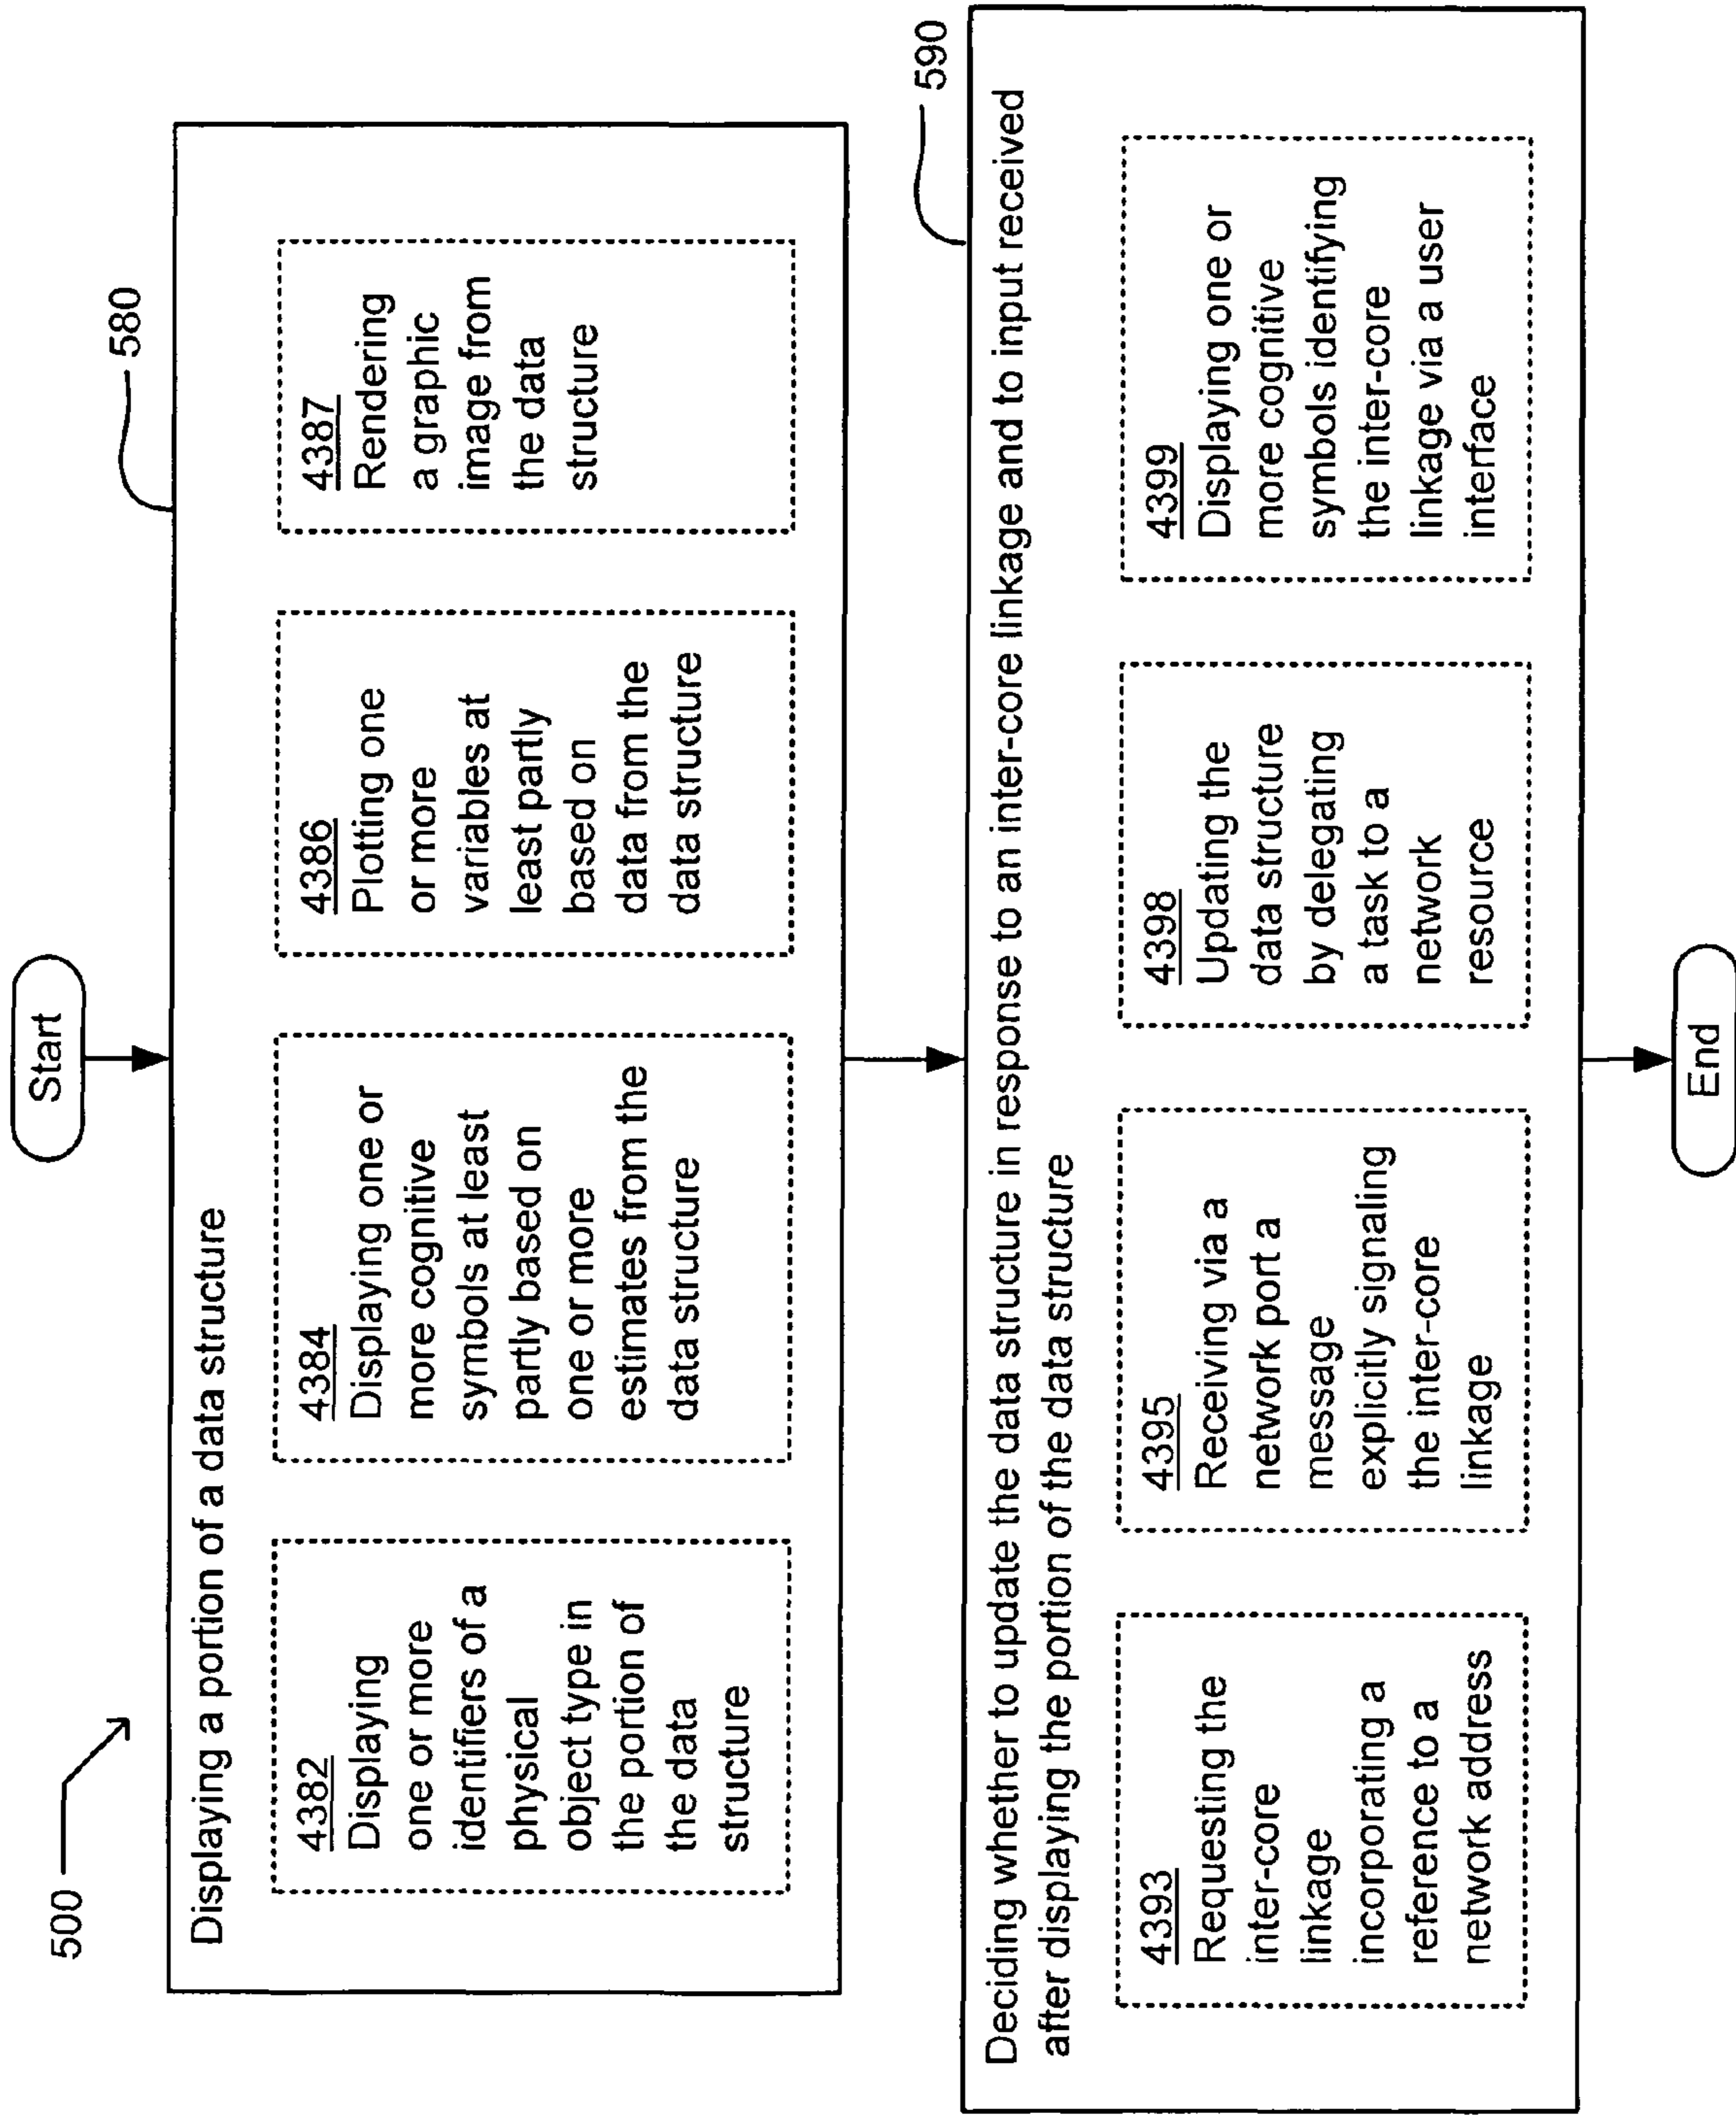 500
Start
580
Displaying a portion of a data structure
4382
Displaying
one or more
identifiers of a
physical
object type in
the portion of
the data
structure
4384
Displaying one or
more cognitive
symbols at least
partly based on
one or more
estimates from the
data structure
4386
Plotting one
or more
variables at
least partly
based on
data from the
data structure
4387
Rendering
a graphic
image from
the data
structure
590
Deciding whether to update the data structure in response to an inter-core linkage and to input received
after displaying the portion of the data structure
4393
Requesting the
inter-core
linkage
incorporating a
reference to a
network address
4395
Receiving via a
network port a
message
explicitly signaling
the inter-core
linkage
4398
Updating the
data structure
by delegating
a task to a
network
resource
4399
Displaying one or
more cognitive
symbols identifying
the inter-core
linkage via a user
interface
End